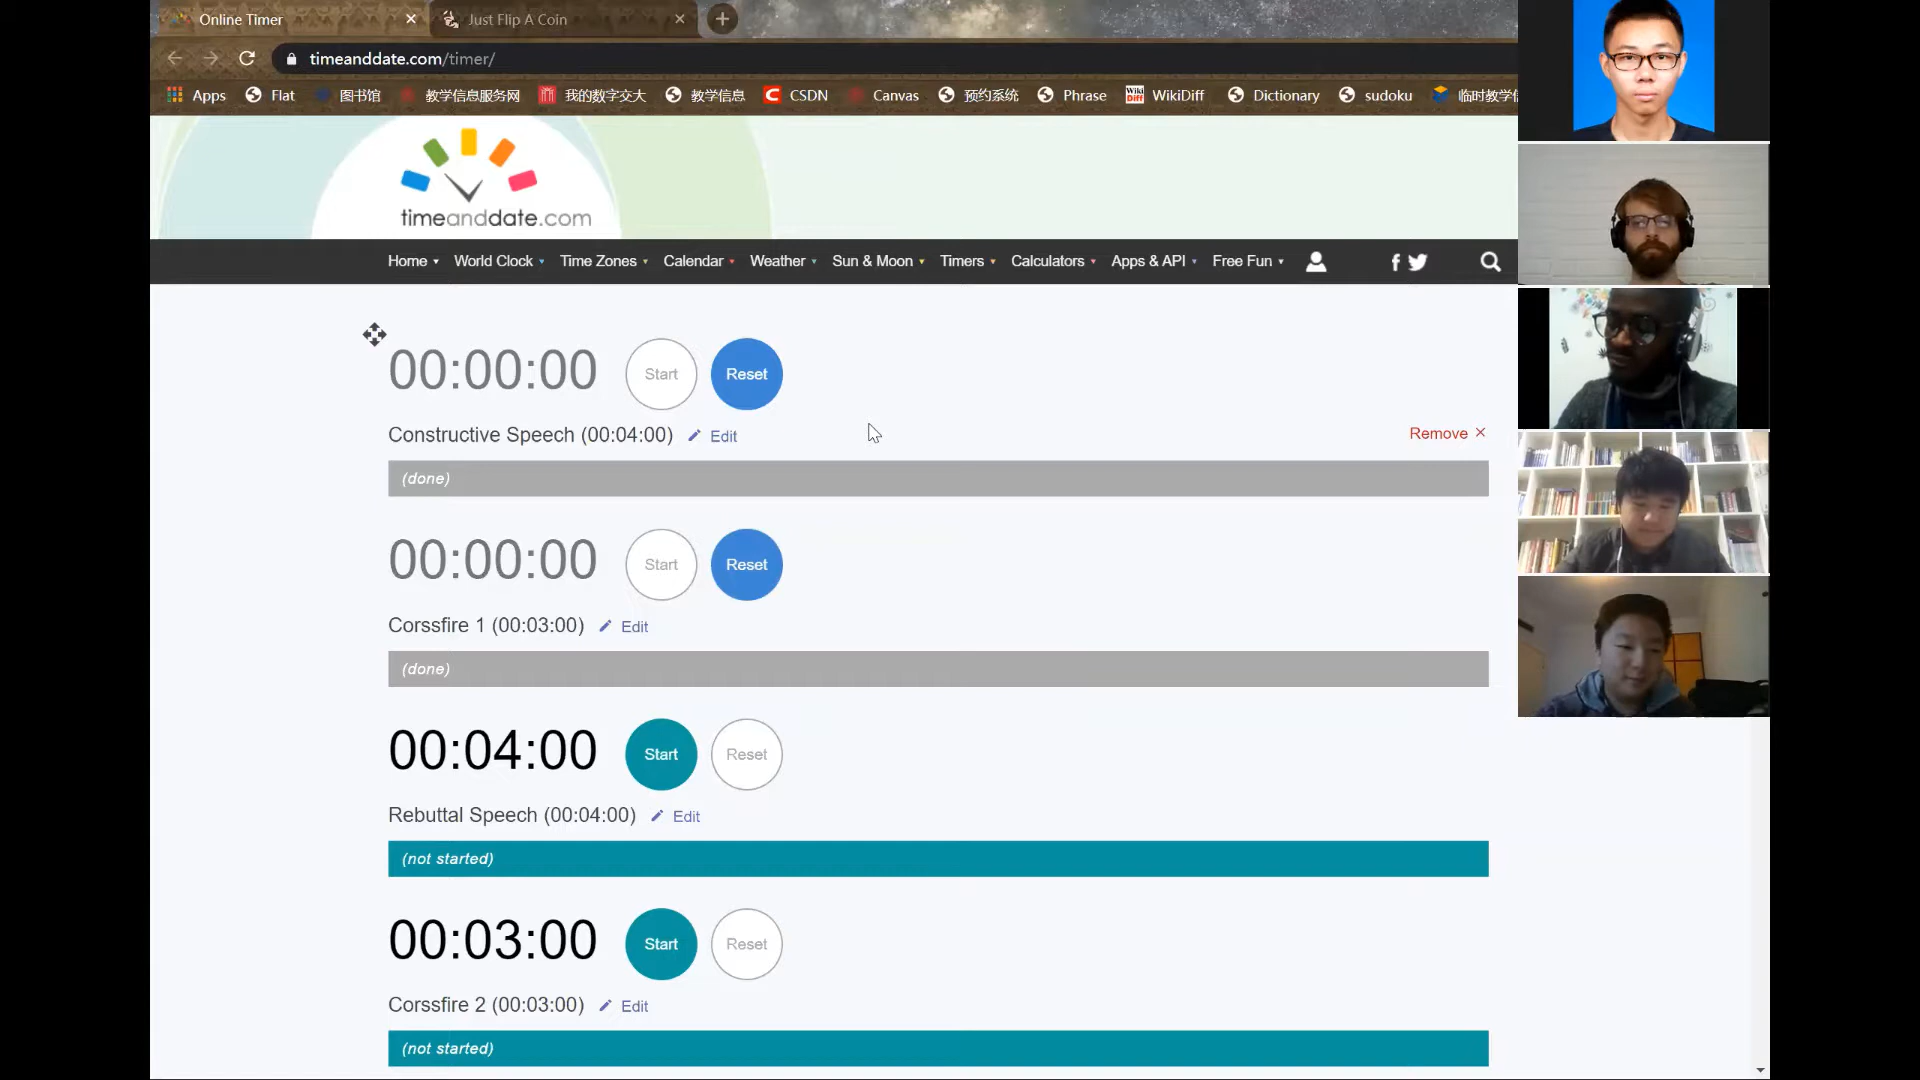 Online Timer
Just Flip A Coin
timeanddate.com/timer/
Apps Flat 图书馆 教学信息服务网 我的数字交大 教学信息 CSDN Canvas 预约系统 Phrase WikiDiff Dictionary sudoku 临时教学
timeanddate.com
Home World Clock Time Zones Calendar Weather Sun & Moon Timers Calculators Apps & API Free Fun
00:00:00 Start Reset
Constructive Speech (00:04:00) Edit Remove
(done)
00:00:00 Start Reset
Corssfire 1 (00:03:00) Edit
(done)
00:04:00 Start Reset
Rebuttal Speech (00:04:00) Edit
(not started)
00:03:00 Start Reset
Corssfire 2 (00:03:00) Edit
(not started)